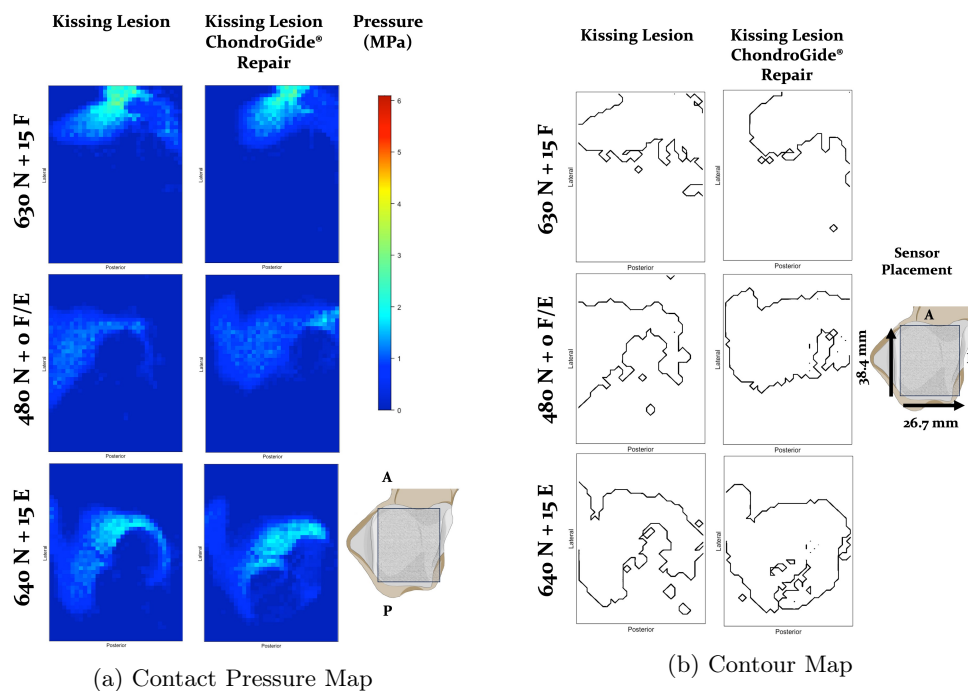 Kissing Lesion
Kissing Lesion
ChondroGide®
Repair
Pressure
(MPa)
630 N + 15 F
Lateral
Posterior
480 N + 0 F/E
Lateral
Posterior
640 N + 15 E
Lateral
Posterior
Posterior
Posterior
Posterior
6
5
4
3
2
1
0
A
P
(a) Contact Pressure Map
Kissing Lesion
Kissing Lesion
ChondroGide®
Repair
630 N + 15 F
Lateral
Posterior
Lateral
Posterior
480 N + 0 F/E
Lateral
Posterior
Lateral
Posterior
640 N + 15 E
Lateral
Posterior
Lateral
Posterior
Sensor
Placement
A
38.4 mm
26.7 mm
(b) Contour Map